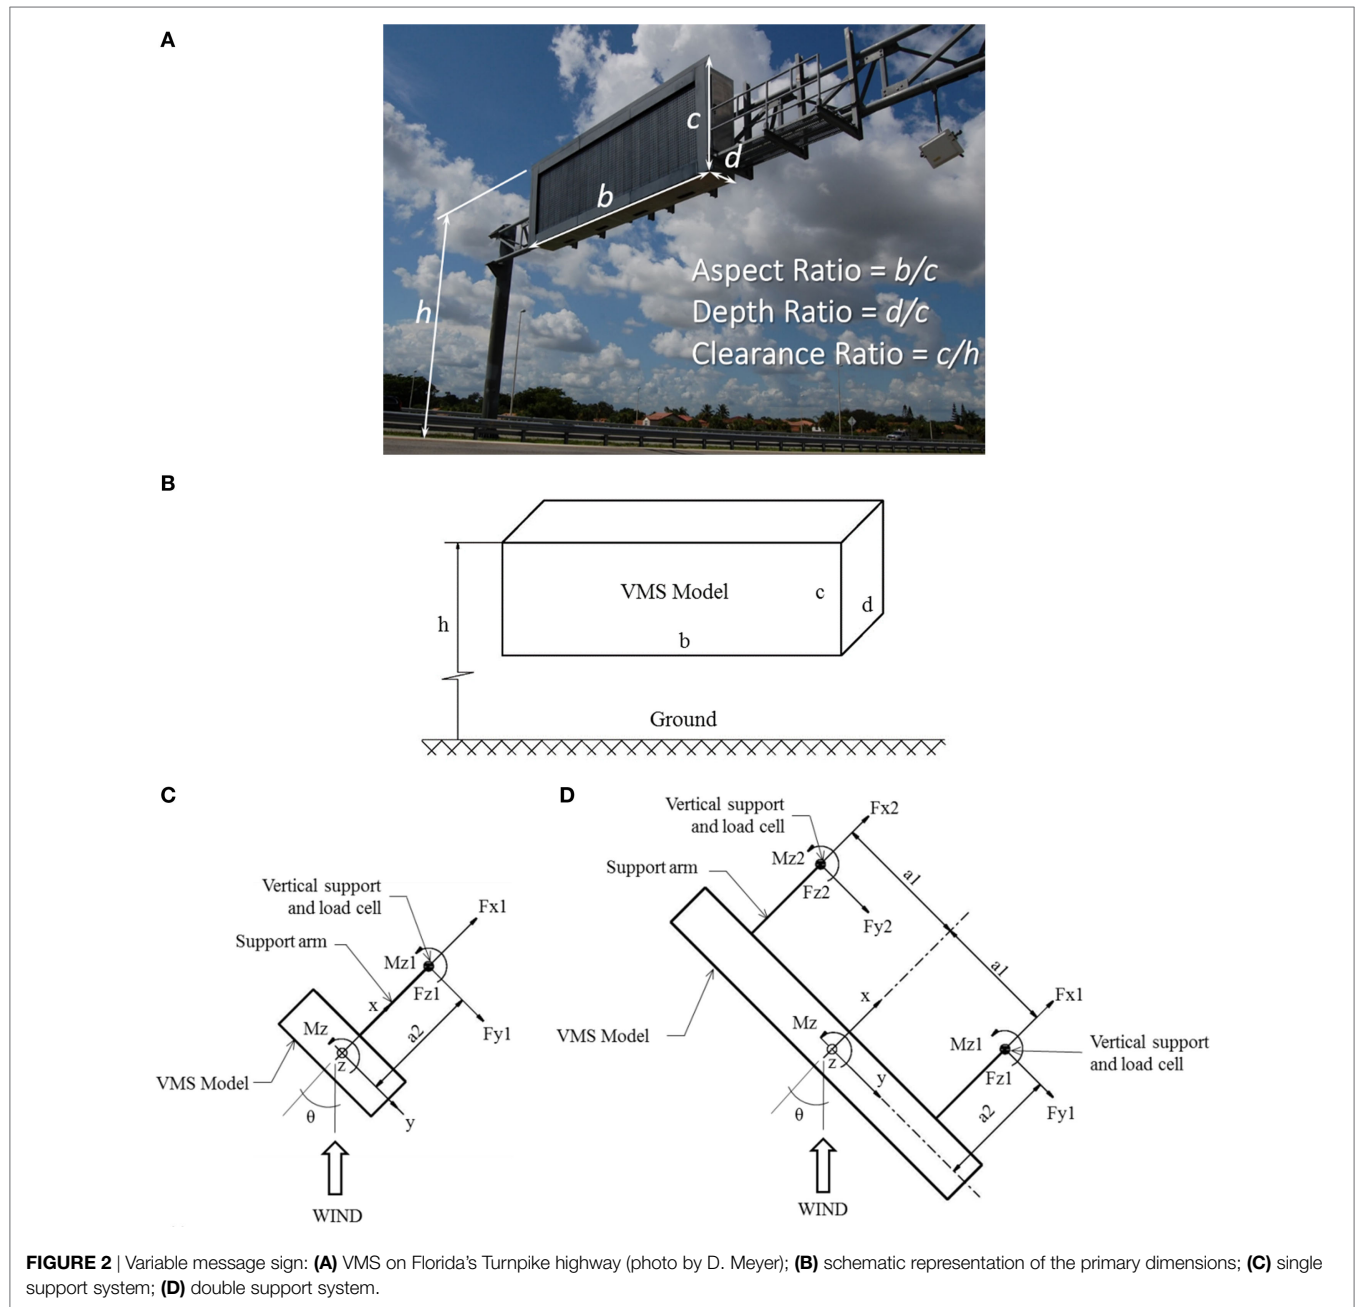 A
c
d
b
h
Aspect Ratio = b/c
Depth Ratio = d/c
Clearance Ratio = c/h
B
VMS Model
c
d
h
b
Ground
C
Vertical support
and load cell
Fx1
Support arm
Mz1
Fz1
x
Mz
Fy1
a2
z
VMS Model
θ
y
WIND
D
Vertical support
and load cell
Fx2
Mz2
Support arm
Fz2
a1
Fy2
a1
x
Fx1
Mz
VMS Model
Mz1
Vertical support
and load cell
z
Fz1
y
θ
a2
Fy1
WIND
FIGURE 2 | Variable message sign: (A) VMS on Florida’s Turnpike highway (photo by D. Meyer); (B) schematic representation of the primary dimensions; (C) single
support system; (D) double support system.